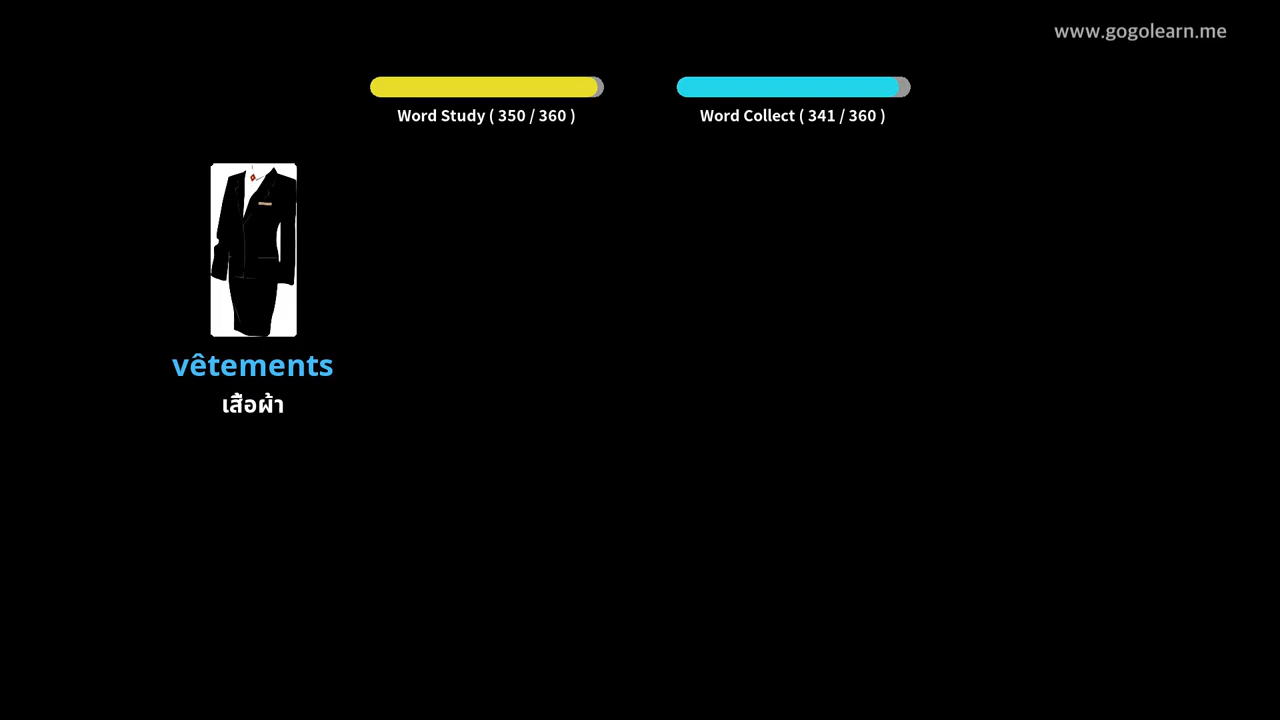 www.gogolearn.me
Word Study ( 350 / 360 )
Word Collect ( 341 / 360 )
vêtements
เสื้อผ้า